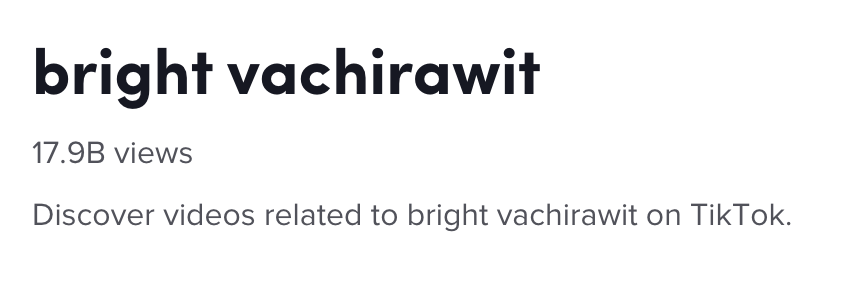 bright vachirawit
17.9B views
Discover videos related to bright vachirawit on TikTok.